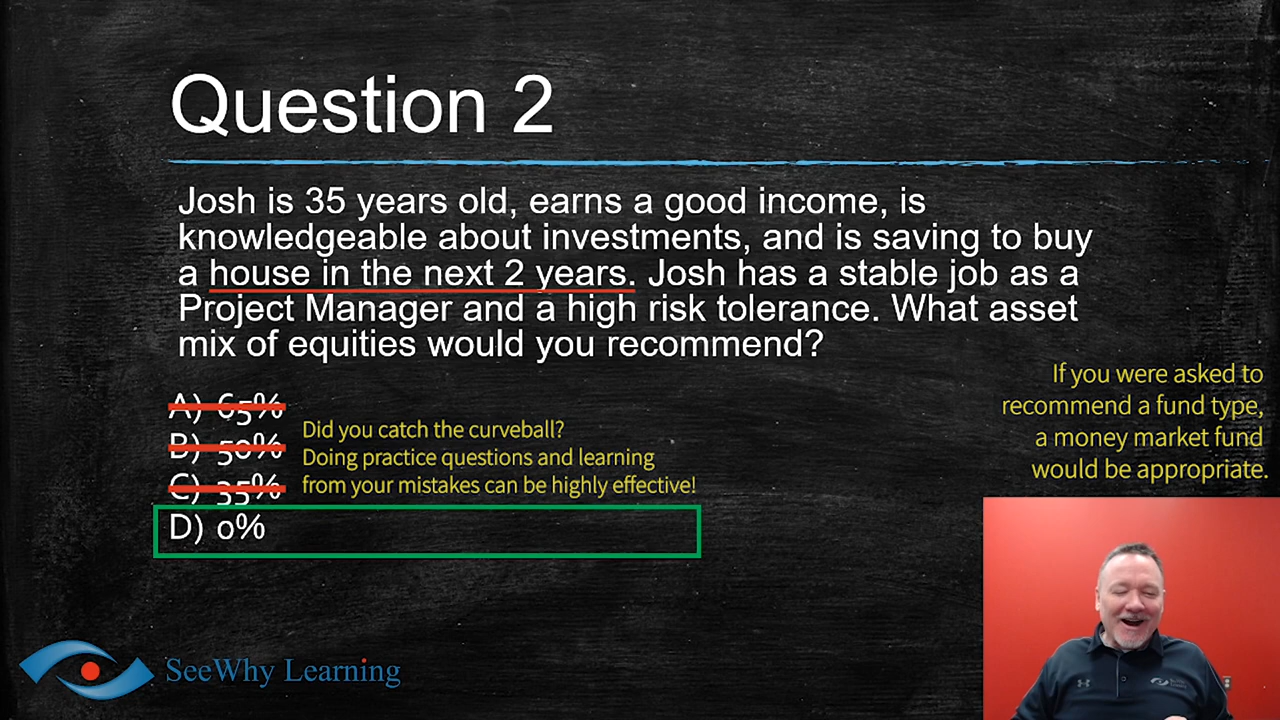 Question 2
Josh is 35 years old, earns a good income, is
knowledgeable about investments, and is saving to buy
a house in the next 2 years. Josh has a stable job as a
Project Manager and a high risk tolerance. What asset
mix of equities would you recommend?
If you were asked to
recommend a fund type,
a money market fund
would be appropriate.
A) 65%
B) 50%
C) 35%
D) 0%
Did you catch the curveball?
Doing practice questions and learning
from your mistakes can be highly effective!
SeeWhy Learning